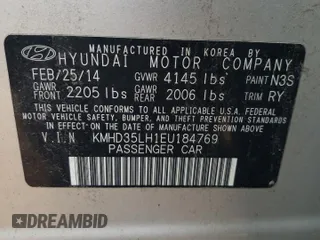 MANUFACTURED IN KOREA BY
HYUNDAI MOTOR COMPANY
FEB/25/14 GVWR 4145 lbs PAINT N3S
GAWR FRONT 2205 lbs GAWR REAR 2006 lbs TRIM RY
THIS VEHICLE CONFORMS TO ALL APPLICABLE U.S.A FEDERAL
MOTOR VEHICLE SAFETY, BUMPER, AND THEFT PREVENTION
STANDARDS IN EFFECT ON THE DATE OF MANUFACTURE SHOWN ABOVE.
V.I.N KMHD35LH1EU184769
PASSENGER CAR